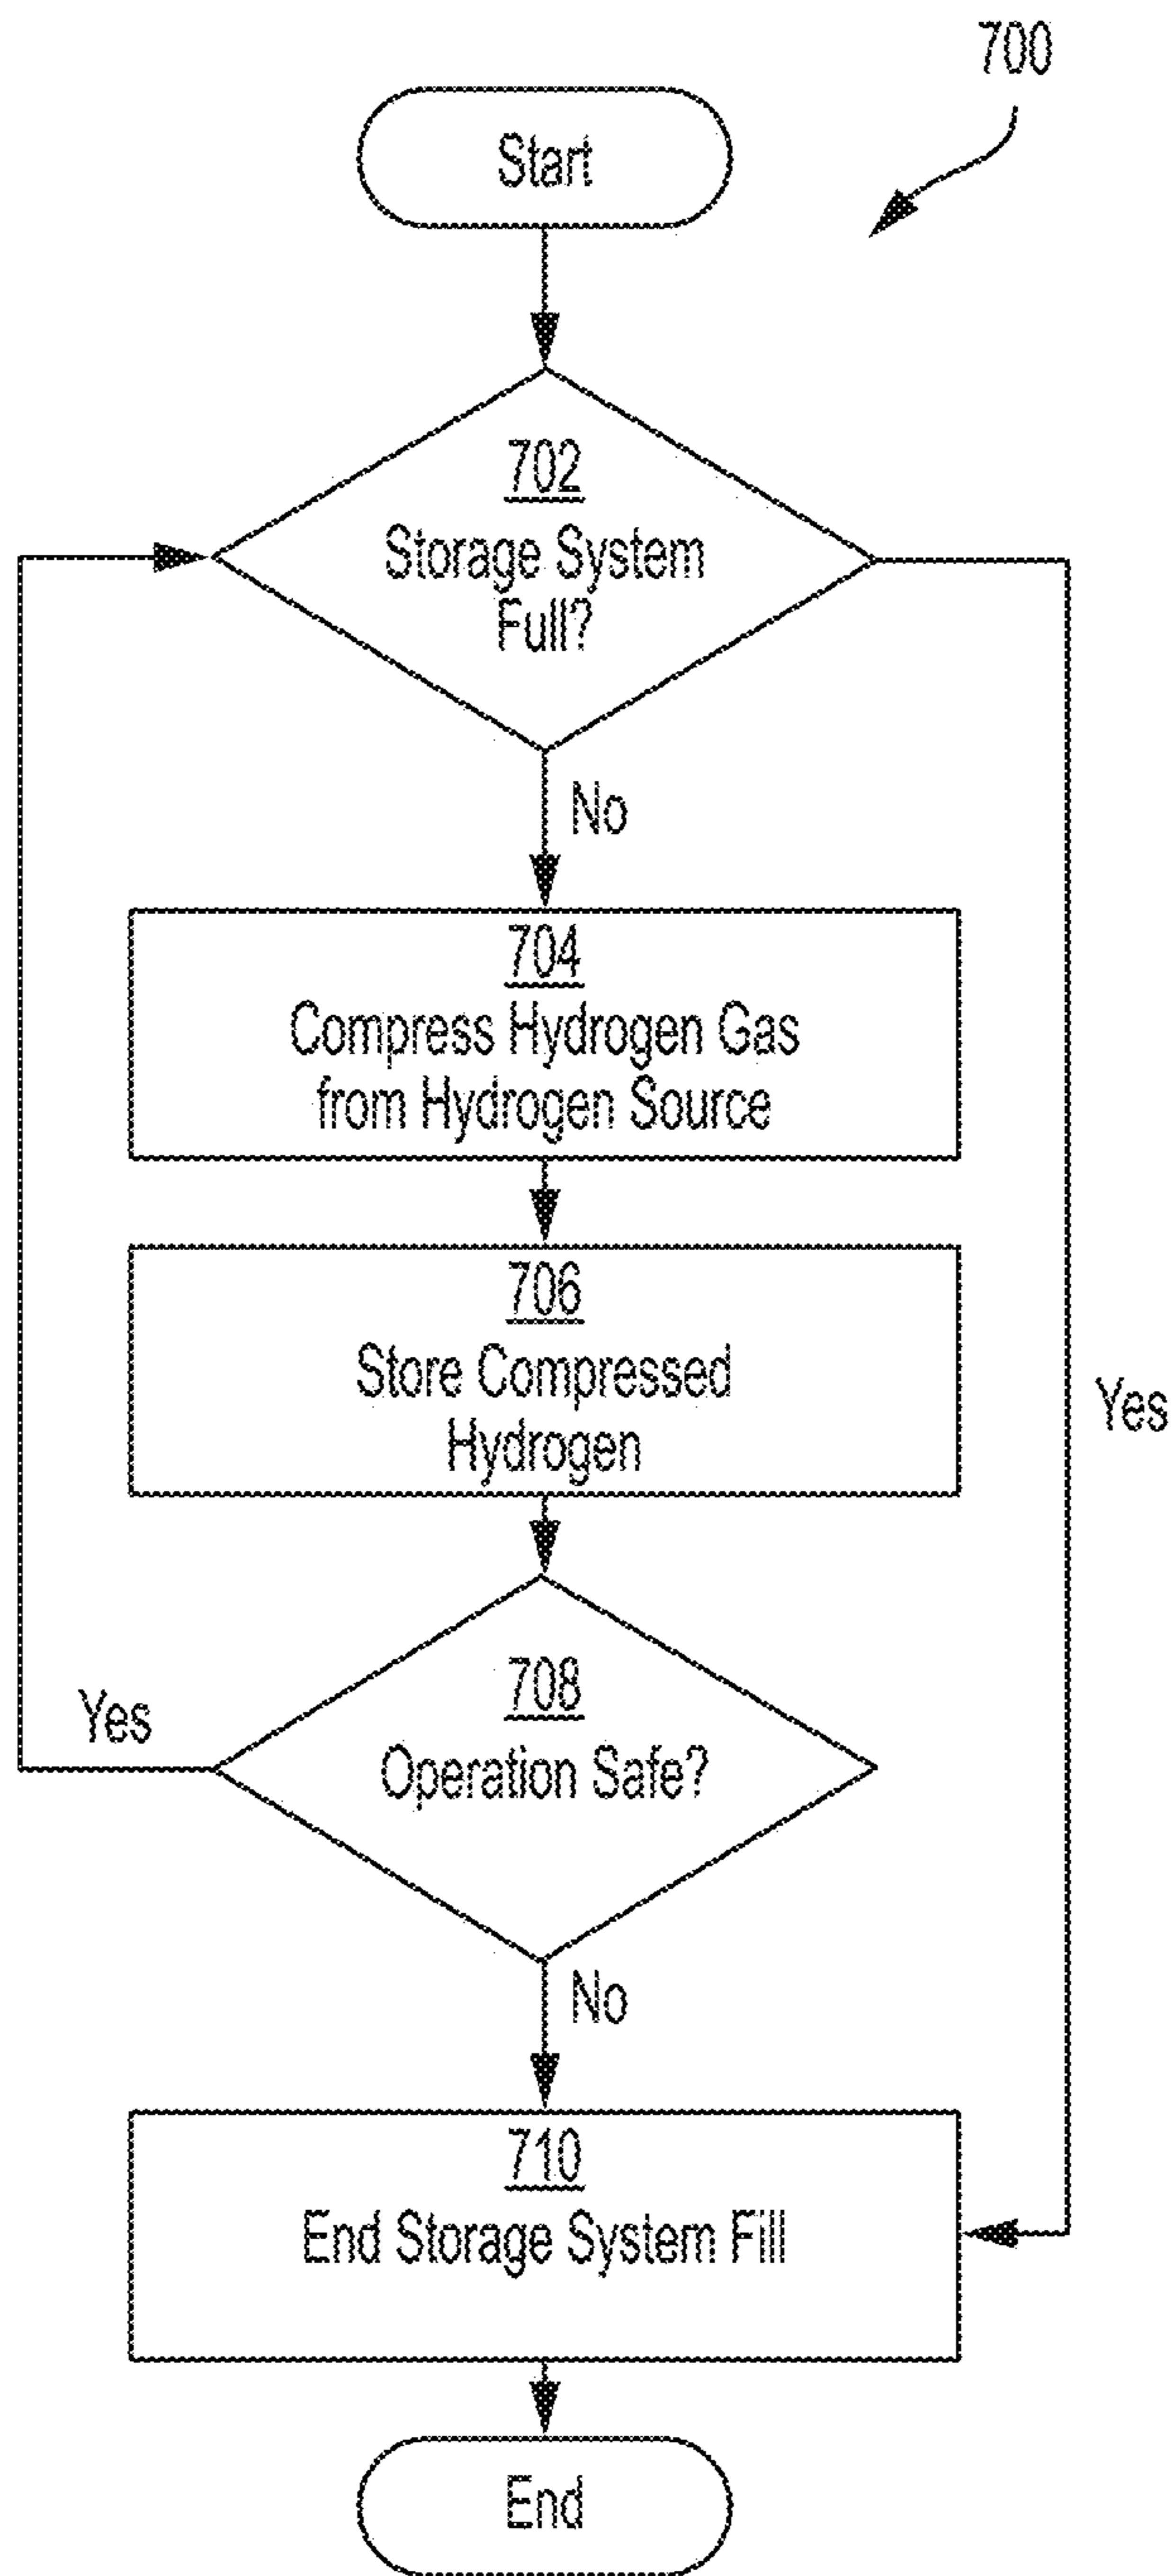 700
Start
702
Storage System
Full?
No
704
Compress Hydrogen Gas
from Hydrogen Source
706
Store Compressed
Hydrogen
Yes
708
Operation Safe?
Yes
No
710
End Storage System Fill
End